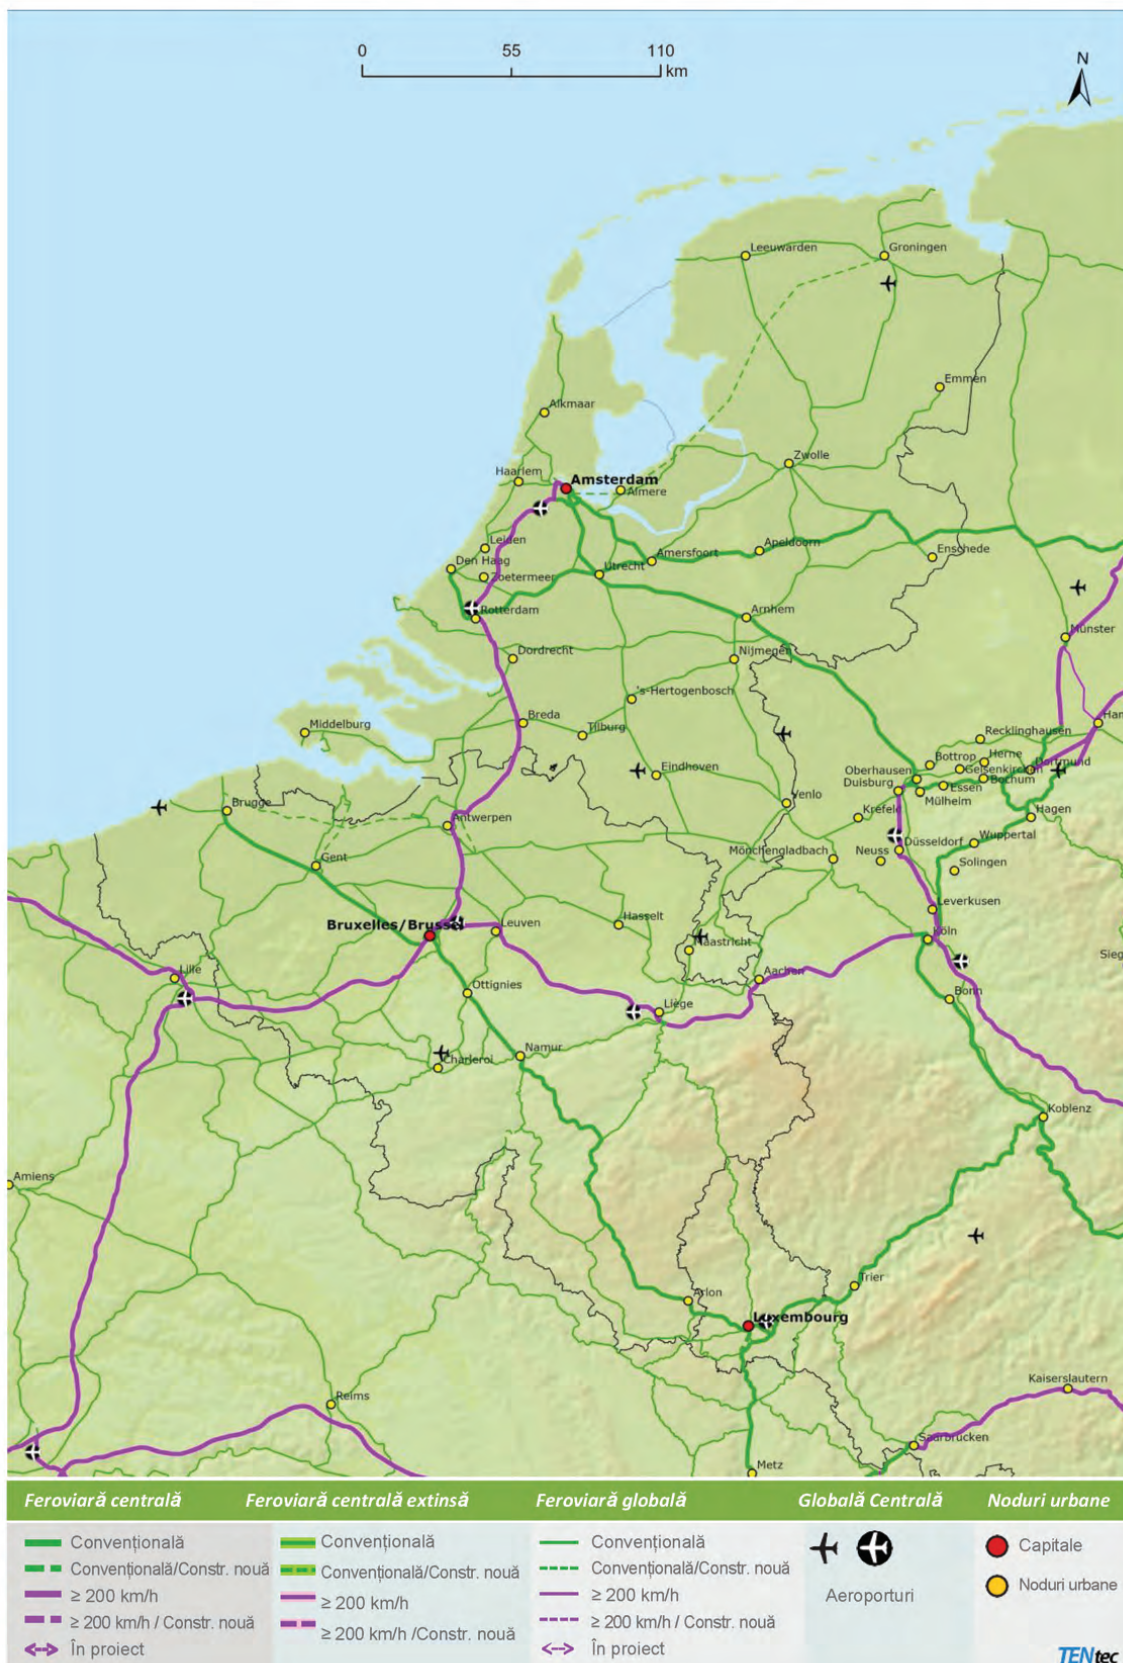 0 55 110
km
N
Leeuwarden
Groningen
Emmen
Alkmaar
Zwolle
Haarlem
Amsterdam
Almere
Leiden
Apeldoorn
Enschede
Amersfoort
Den Haag
Utrecht
Zoetermeer
Rotterdam
Arnhem
Münster
Dordrecht
Nijmegen
's-Hertogenbosch
Middelburg
Breda
Tilburg
Ham
Recklinghausen
Bottrop
Herne
Eindhoven
Oberhausen
Gelsenkirchen
Dortmund
Duisburg
Essen
Bochum
Mülheim
Brugge
Venlo
Krefeld
Hagen
Antwerpen
Wuppertal
Gent
Mönchengladbach
Neuss
Düsseldorf
Solingen
Leverkusen
Bruxelles/Brussel
Leuven
Hasselt
Köln
Maastricht
Sieg
Lille
Aachen
Ottignies
Bonn
Liège
Namur
Charleroi
Koblenz
Amiens
Trier
Arlon
Luxembourg
Kaiserslautern
Reims
Saarbrücken
Metz
Feroviară centrală Feroviară centrală extinsă Feroviară globală Globală Centrală Noduri urbane
Convențională
Convențională/Constr. nouă
≥ 200 km/h
≥ 200 km/h / Constr. nouă
În proiect
Convențională
Convențională/Constr. nouă
≥ 200 km/h
≥ 200 km/h /Constr. nouă
Convențională
Convențională/Constr. nouă
≥ 200 km/h
≥ 200 km/h / Constr. nouă
În proiect
Aeroporturi
Capitale
Noduri urbane
TENtec